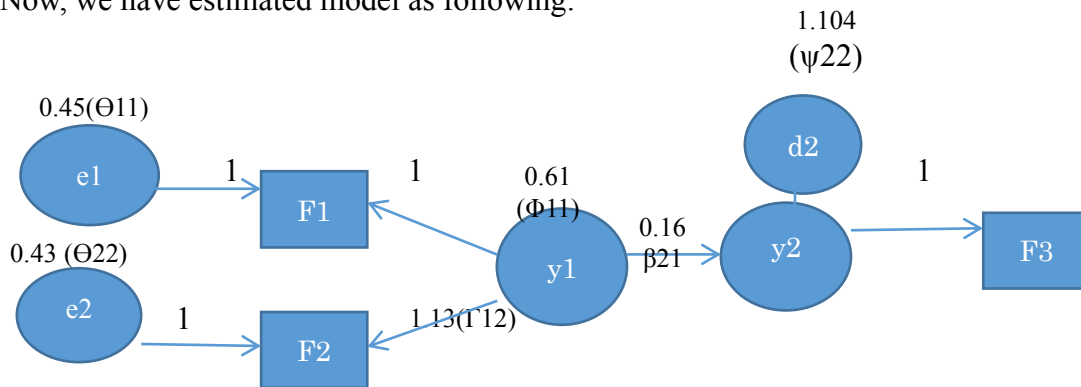 Now, we have estimated model as following.
1.104
(ψ22)
0.45(Θ11)
e1
1
F1
1
0.61
(Φ11)
y1
0.16
β21
d2
y2
1
F3
0.43 (Θ22)
e2
1
F2
1.13(Γ12)